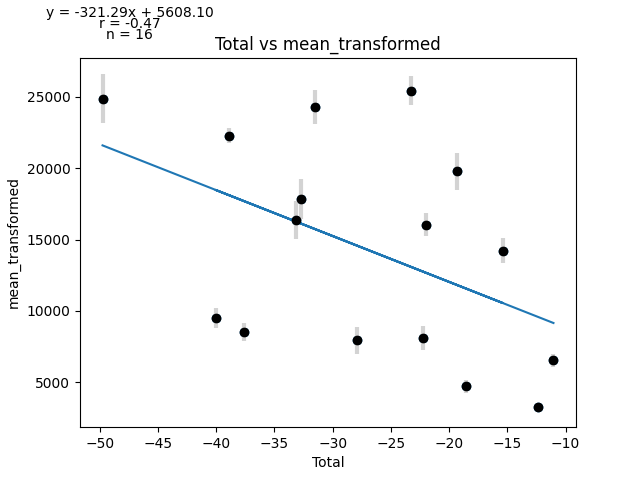 y = -321.29x + 5608.10
r = -0.47
n = 16
Total vs mean_transformed
25000
20000
15000
10000
5000
mean_transformed
−50
−45
−40
−35
−30
−25
−20
−15
−10
Total